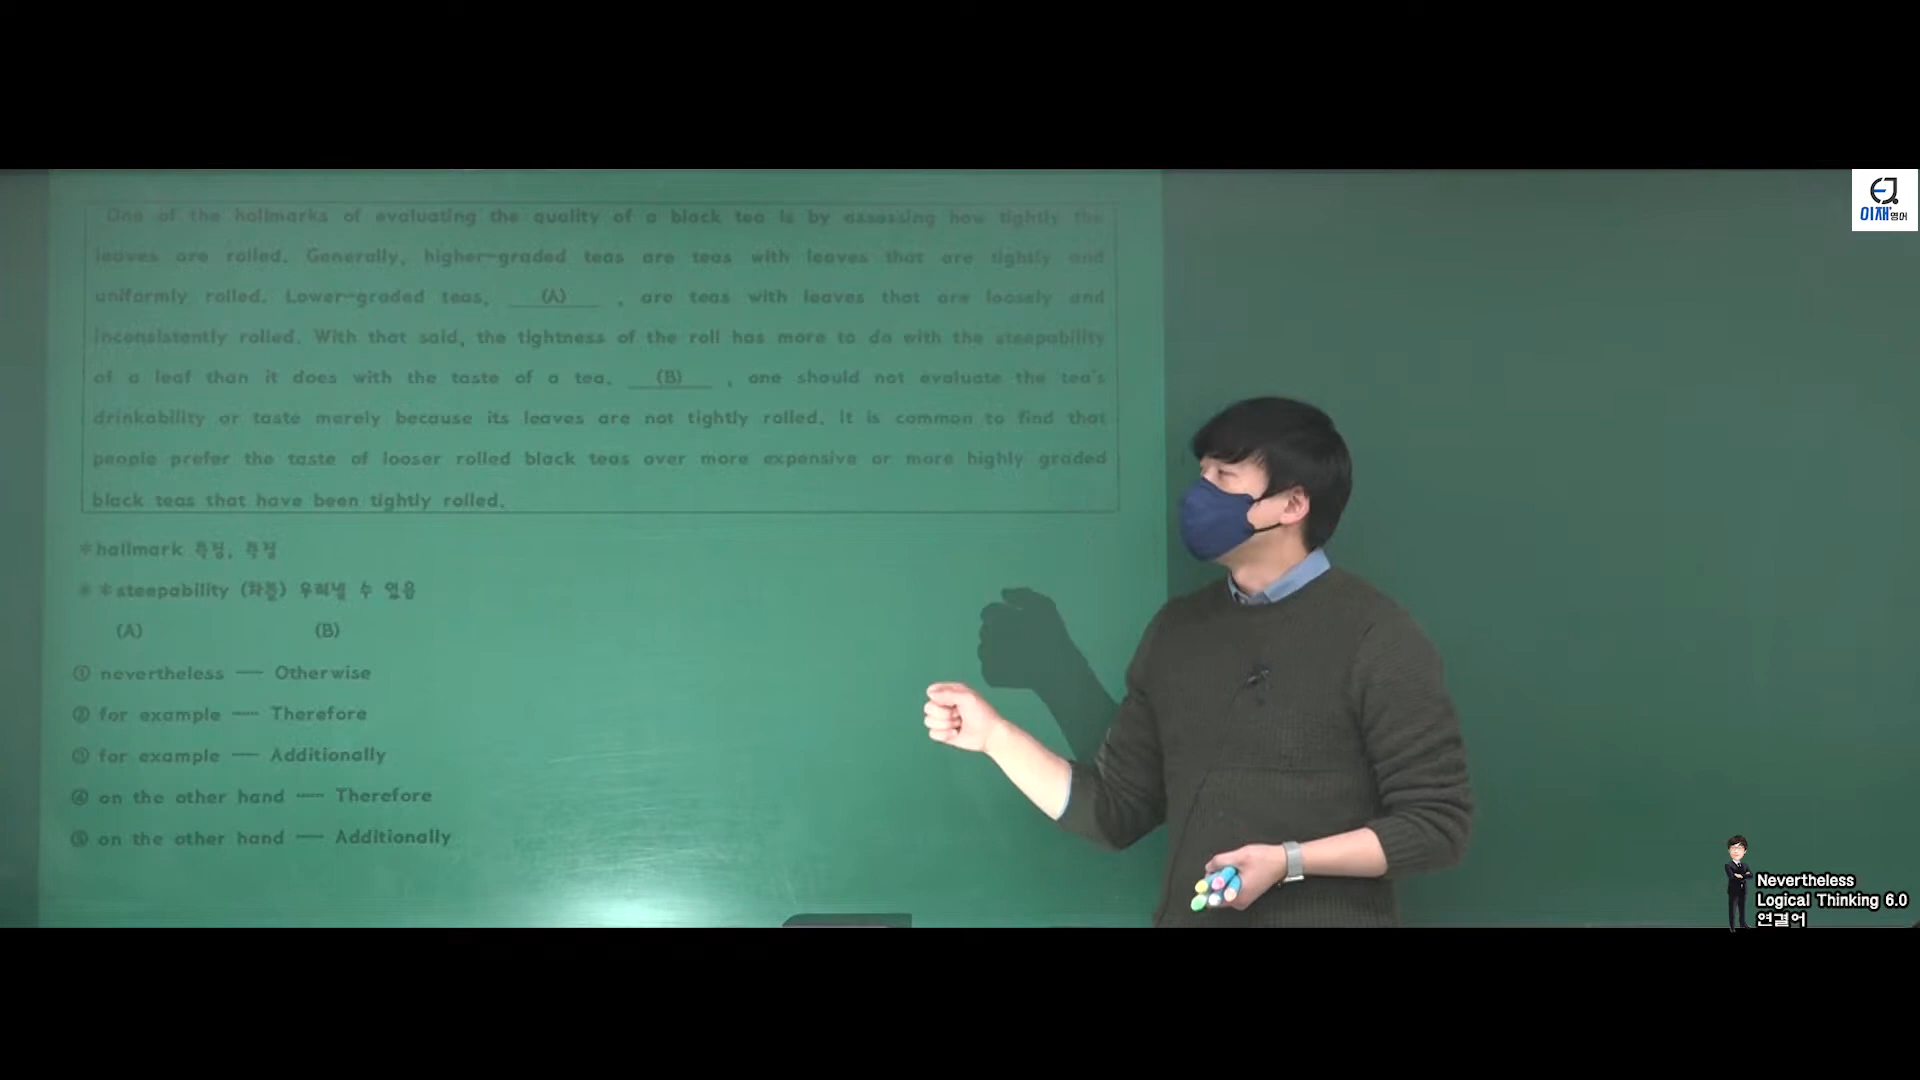 One of the hallmarks of evaluating the quality of a black tea is by assessing how tightly the
leaves are rolled. Generally, higher-graded teas are teas with leaves that are tightly and
uniformly rolled. Lower-graded teas, (A) , are teas with leaves that are loosely and
inconsistently rolled. With that said, the tightness of the roll has more to do with the steepability
of a leaf than it does with the taste of a tea. (B) , one should not evaluate the tea's
drinkability or taste merely because its leaves are not tightly rolled. It is common to find that
people prefer the taste of looser rolled black teas over more expensive or more highly graded
black teas that have been tightly rolled.
*hallmark 특징, 특질
**steepability (차를) 우려낼 수 있음
(A) (B)
① nevertheless ---- Otherwise
② for example ---- Therefore
③ for example ---- Additionally
④ on the other hand ---- Therefore
⑤ on the other hand ---- Additionally
EJ
이재영어
Nevertheless
Logical Thinking 6.0
연결어